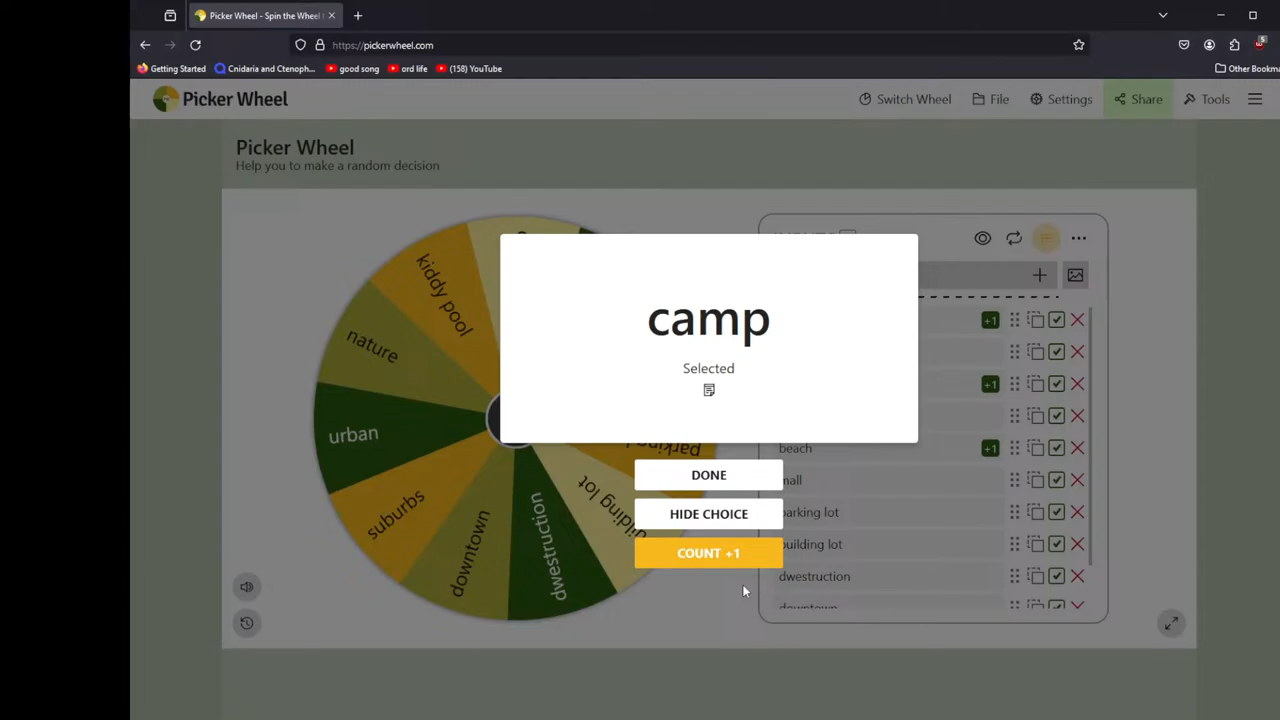 Picker Wheel - Spin the Wheel
https://pickerwheel.com
5
Getting Started
Cnidaria and Ctenoph...
good song
ord life
(158) YouTube
Other Bookma
Picker Wheel
Switch Wheel
File
Settings
Share
Tools
Picker Wheel
Help you to make a random decision
kiddy pool
nature
urban
suburbs
downtown
dwestruction
parking
camp
Selected
DONE
HIDE CHOICE
COUNT +1
+1
+1
beach
+1
mall
parking lot
building lot
dwestruction
downtown